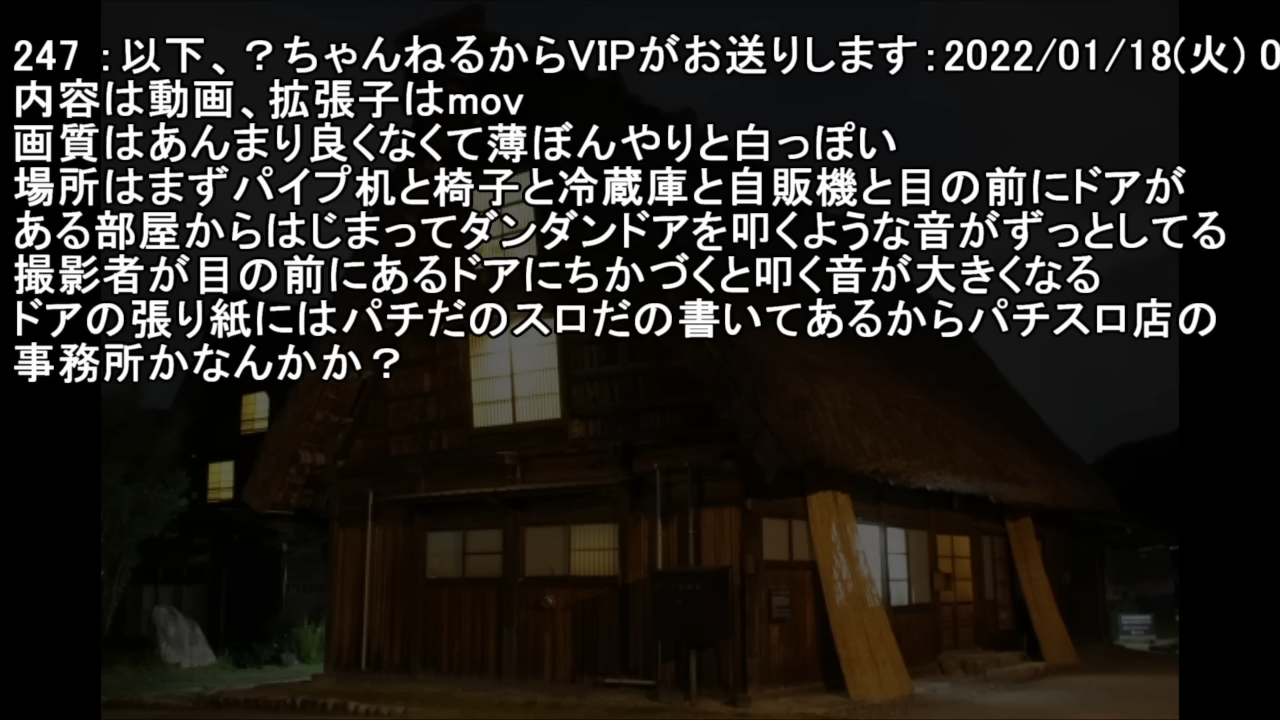 247 ：以下、？ちゃんねるからVIPがお送りします：2022/01/18(火) 0
内容は動画、拡張子はmov
画質はあんまり良くなくて薄ぼんやりと白っぽい
場所はまずパイプ机と椅子と冷蔵庫と自販機と目の前にドアが
ある部屋からはじまってダンダンドアを叩くような音がずっとしてる
撮影者が目の前にあるドアにちかづくと叩く音が大きくなる
ドアの張り紙にはパチだのスロだの書いてあるからパチスロ店の
事務所かなんかか？